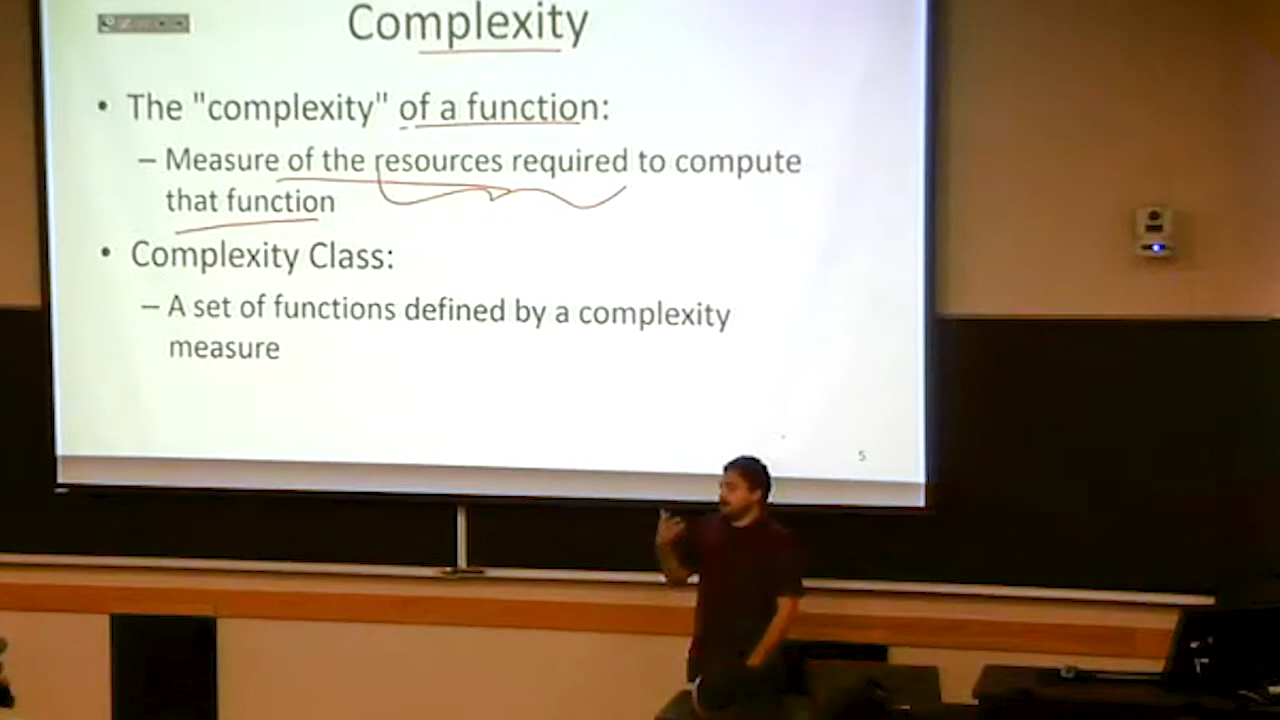 Complexity
• The "complexity" of a function:
– Measure of the resources required to compute
that function
• Complexity Class:
– A set of functions defined by a complexity
measure
5